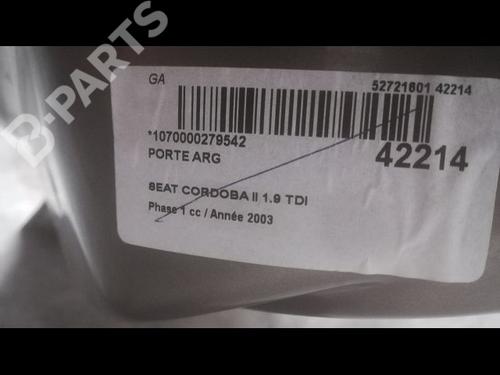 B-PARTS
GA
52721801 42214
*1070000279542
42214
PORTE ARG
SEAT CORDOBA II 1.9 TDI
Phase 1 cc / Année 2003